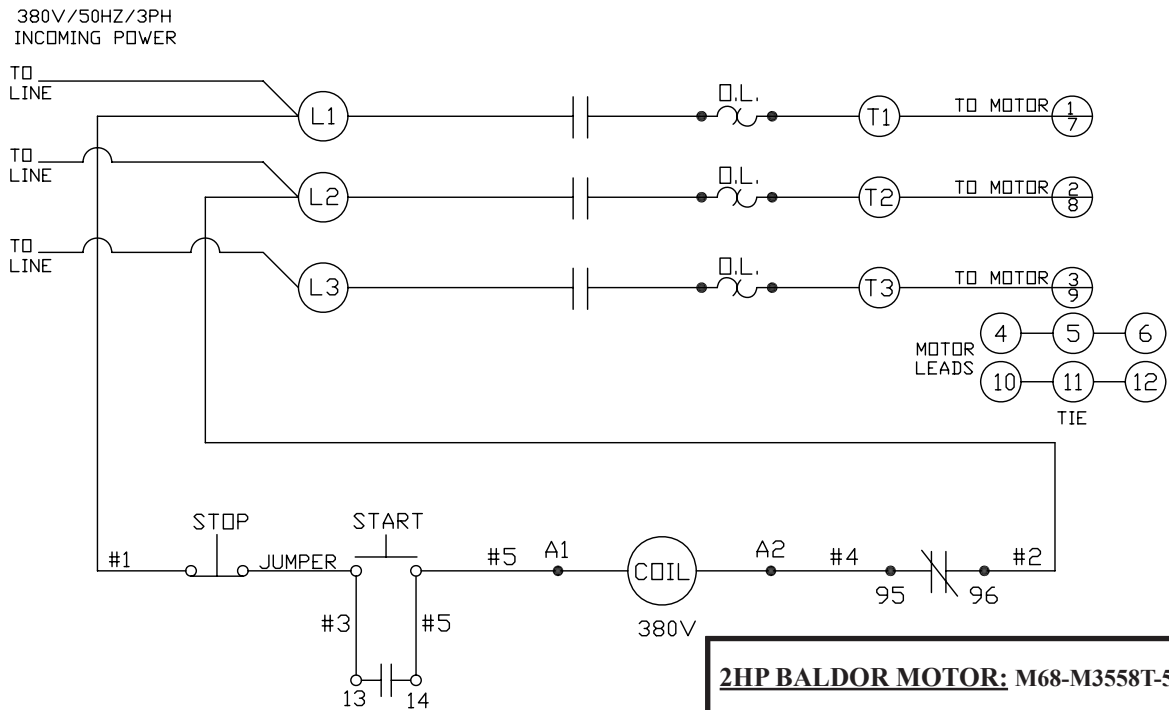 380V/50HZ/3PH
INCOMING POWER
TO
LINE
L1
O.L.
T1
TO MOTOR
1
7
TO
LINE
L2
O.L.
T2
TO MOTOR
2
8
TO
LINE
L3
O.L.
T3
TO MOTOR
3
9
MOTOR
LEADS
4
5
6
10
11
12
TIE
STOP
START
#1
JUMPER
#5
A1
COIL
A2
#4
#2
95
96
#3
#5
380V
13
14
2HP BALDOR MOTOR: M68-M3558T-5